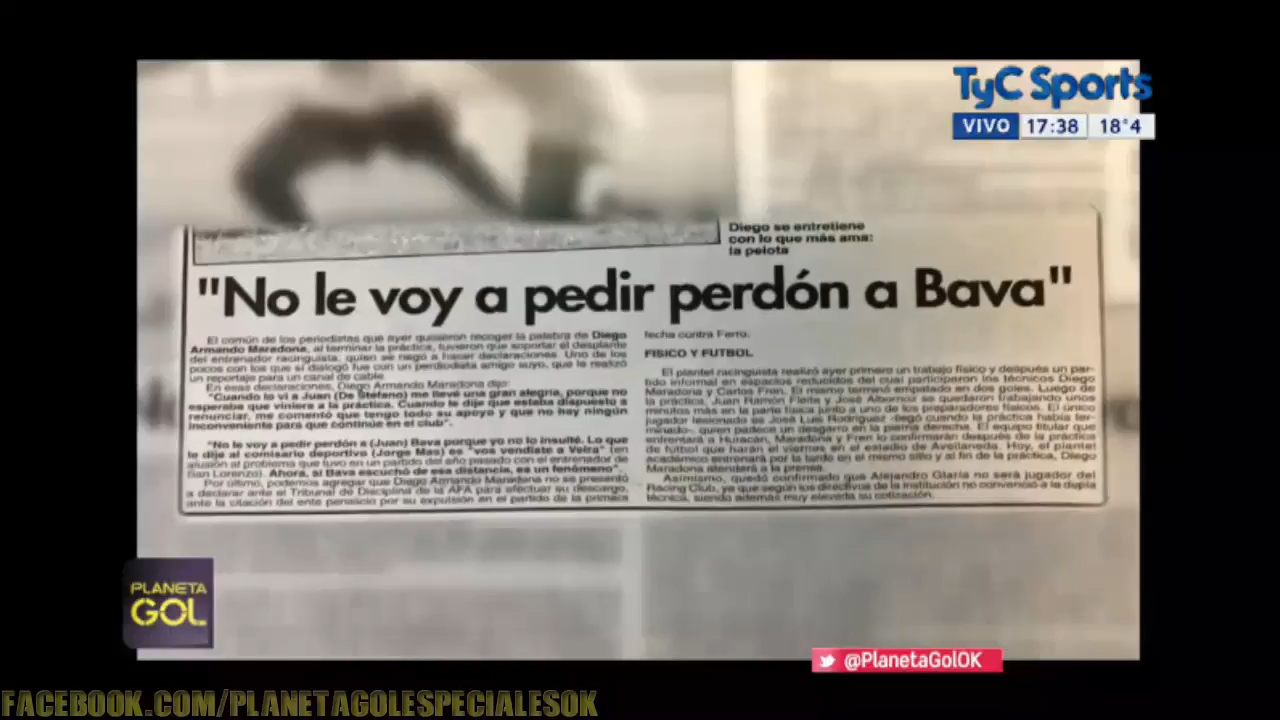 TyC Sports
VIVO 17:38 18°4
Diego se entretiene
con lo que más ama:
la pelota
"No le voy a pedir perdón a Bava"
El común de los periodistas que ayer quisieron recoger la palabra de Diego
Armando Maradona, al terminar la práctica, tuvieron que soportar el desplante
del entrenador racinguista, quien se negó a hacer declaraciones. Uno de los
pocos con los que sí dialogó fue con un perdiodista amigo suyo, que le realizó
un reportaje para un canal de cable.
En esas declaraciones, Diego Armando Maradona dijo:
"Cuando lo vi a Juan (De Stéfano) me llevé una gran alegría, porque no
esperaba que viniera a la práctica. Cuando le dije que estaba dispuesto a
renunciar, me comentó que tengo todo su apoyo y que no hay ningún
inconveniente para que continúe en el club".
"No le voy a pedir perdón a (Juan) Bava porque yo no lo insulté. Lo que
le dije al comisario deportivo (Jorge Mas) es "vos vendiste a Veira" (en
alusión al problema que tuvo en un partido del año pasado con el entrenador de
San Lorenzo). Ahora, si Bava escuchó de esa distancia, es un fenómeno".
Por último, podemos agregar que Diego Armando Maradona no se presentó
a declarar ante el Tribunal de Disciplina de la AFA para efectuar su descargo,
ante la citación del ente penalicio por su expulsión en el partido de la primera
fecha contra Ferro.
FISICO Y FUTBOL
El plantel racinguista realizó ayer primero un trabajo físico y después un par-
tido informal en espacios reducidos del cual participaron los técnicos Diego
Maradona y Carlos Fren. El mismo terminó empatado en dos goles. Luego de
la práctica, Juan Ramón Fleita y José Albornoz se quedaron trabajando unos
minutos más en la parte física junto a uno de los preparadores físicos. El único
jugador lesionado es José Luis Rodríguez -llegó cuando la práctica había ter-
minado-, quien padece un desgarro en la pierna derecha. El equipo titular que
enfrentará a Huracán, Maradona y Fren lo confirmarán después de la práctica
de fútbol que harán el viernes en el estadio de Avellaneda. Hoy, el plantel
académico entrenará por la tarde en el mismo sitio y al fin de la práctica, Diego
Maradona atenderá a la prensa.
Asimismo, quedó confirmado que Alejandro Glaría no será jugador del
Racing Club, ya que según los directivos de la institución no convenció a la dupla
técnica, siendo además muy elevada su cotización.
PLANETA
GOL
@PlanetaGolOK
FACEBOOK.COM/PLANETAGOLESPECIALESOK